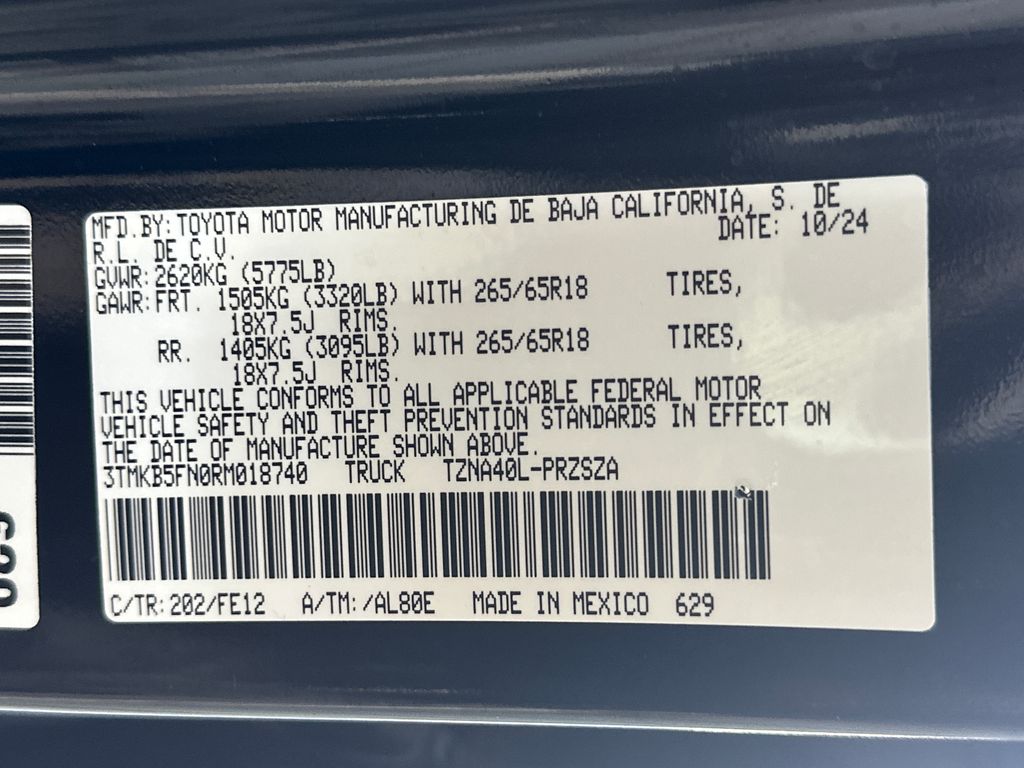 MFD.BY: TOYOTA MOTOR MANUFACTURING DE BAJA CALIFORNIA, S. DE
R.L. DE C.V. DATE: 10/24
GVWR: 2620KG (5775LB)
GAWR: FRT. 1505KG (3320LB) WITH 265/65R18 TIRES,
18X7.5J RIMS.
RR. 1405KG (3095LB) WITH 265/65R18 TIRES,
18X7.5J RIMS.
THIS VEHICLE CONFORMS TO ALL APPLICABLE FEDERAL MOTOR
VEHICLE SAFETY AND THEFT PREVENTION STANDARDS IN EFFECT ON
THE DATE OF MANUFACTURE SHOWN ABOVE.
3TMKB5FN0RM018740 TRUCK TZNA40L-PRZSZA
C/TR: 202/FE12 A/TM: /AL80E MADE IN MEXICO 629